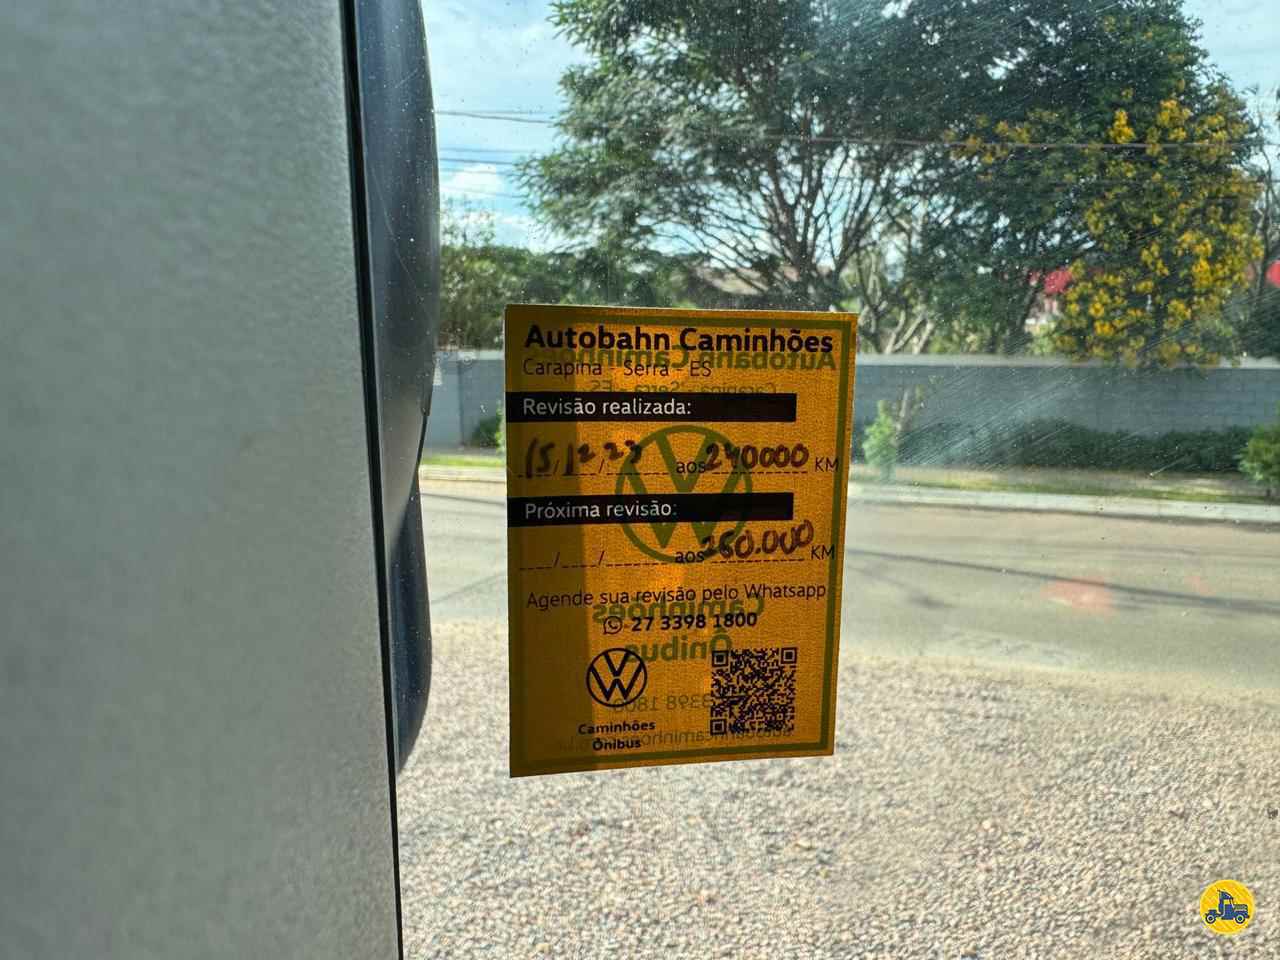 Autobahn Caminhões
Carapina - Serra - ES
Revisão realizada:
15/12/23 aos 240000 KM
Próxima revisão:
__/__/____ aos 260.000 KM
Agende sua revisão pelo Whatsapp
27 3398 1800
Caminhões
Ônibus